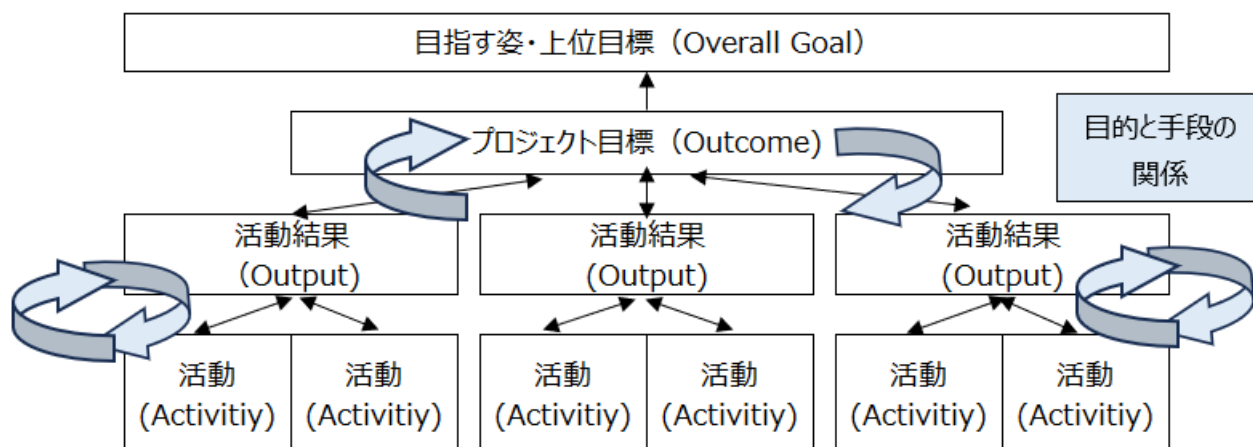 目指す姿・上位目標（Overall Goal）
プロジェクト目標（Outcome)
目的と手段の
関係
活動結果
（Output)
活動結果
(Output)
活動結果
(Output)
活動
(Activitiy)
活動
(Activitiy)
活動
(Activitiy)
活動
(Activitiy)
活動
(Activitiy)
活動
(Activitiy)